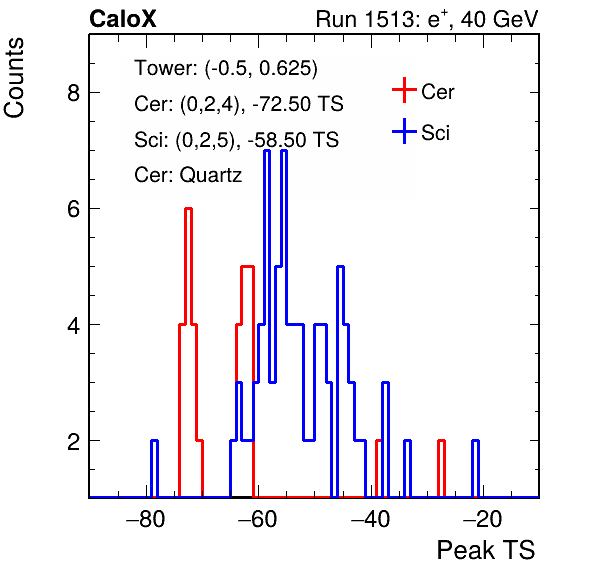 CaloX Run 1513: e⁺, 40 GeV
Counts
Tower: (-0.5, 0.625)
Cer: (0,2,4), -72.50 TS
Sci: (0,2,5), -58.50 TS
Cer: Quartz
Cer
Sci
8
6
4
2
−80 −60 −40 −20
Peak TS